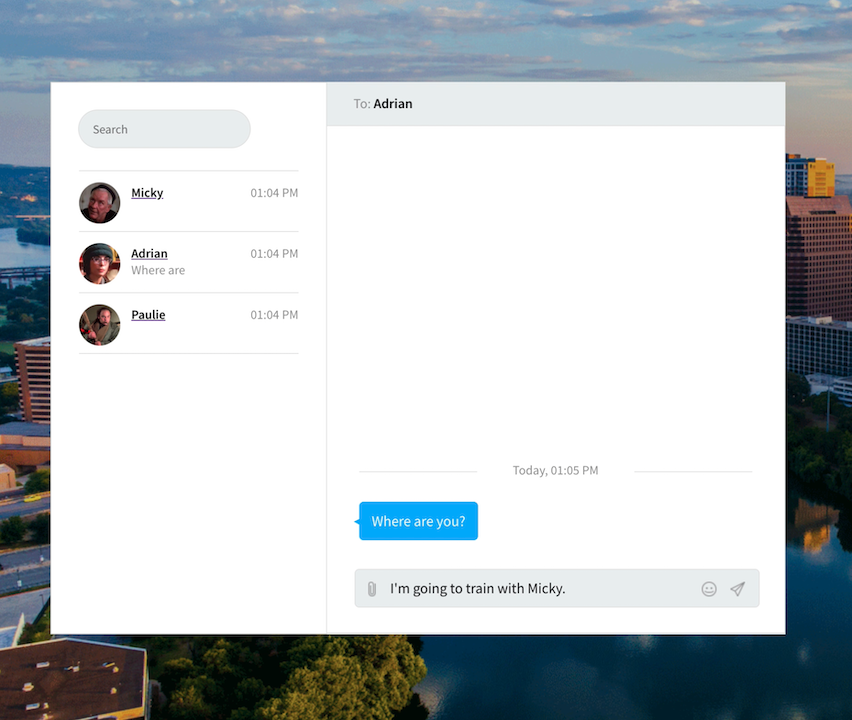 Search
Micky 01:04 PM
Adrian 01:04 PM
Where are
Paulie 01:04 PM
To: Adrian
Today, 01:05 PM
Where are you?
I'm going to train with Micky.